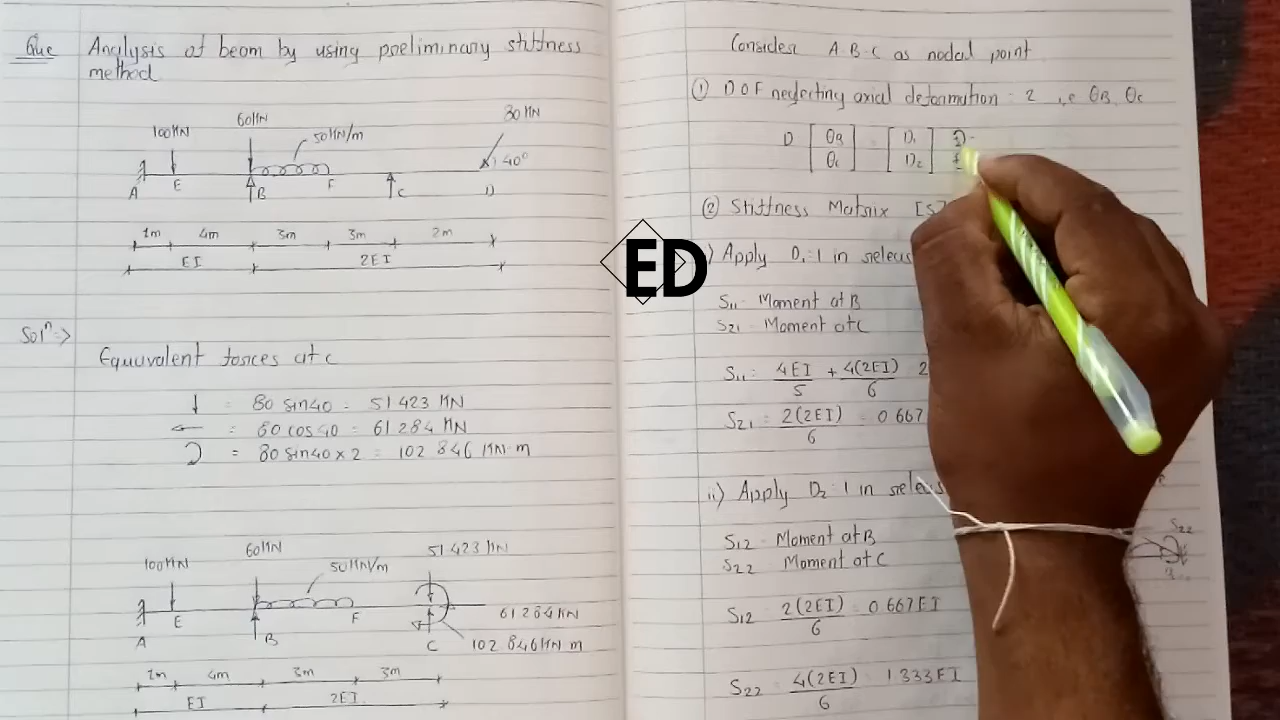 Que Analysis of beam by using preliminary stiffness
method
100KN
60KN
50KN/m
80 KN
40°
A E B F C D
1m 4m 3m 3m 2m
EI 2EI
Solⁿ ⇒
Equivalent forces at C
↓ = 80 sin40 = 51.423 KN
← = 80 cos40 = 61.284 KN
= 80 sin40 × 2 = 102.846 KN.m
100KN
60KN
50KN/m
51.423 KN
61.284KN
102.846KN m
A E B F C
1m 4m 3m 3m
EI 2EI
ED
Consider A.B.C as nodal point
① DOF neglecting axial deformation = 2 i.e θB, θC
D [θB θC] = [D₁ D₂]
② Stiffness Matrix [S]
i) Apply D₁=1 in
S₁₁ - Moment at B
S₂₁ - Moment at C
S₁₁ = 4EI/5 + 4(2EI)/6 2
S₂₁ = 2(2EI)/6 = 0.667
ii) Apply D₂=1 in
S₁₂ - Moment at B
S₂₂ Moment at C
S₂₂
S₁₂ = 2(2EI)/6 = 0.667EI
S₂₂ = 4(2EI)/6 = 1.333EI